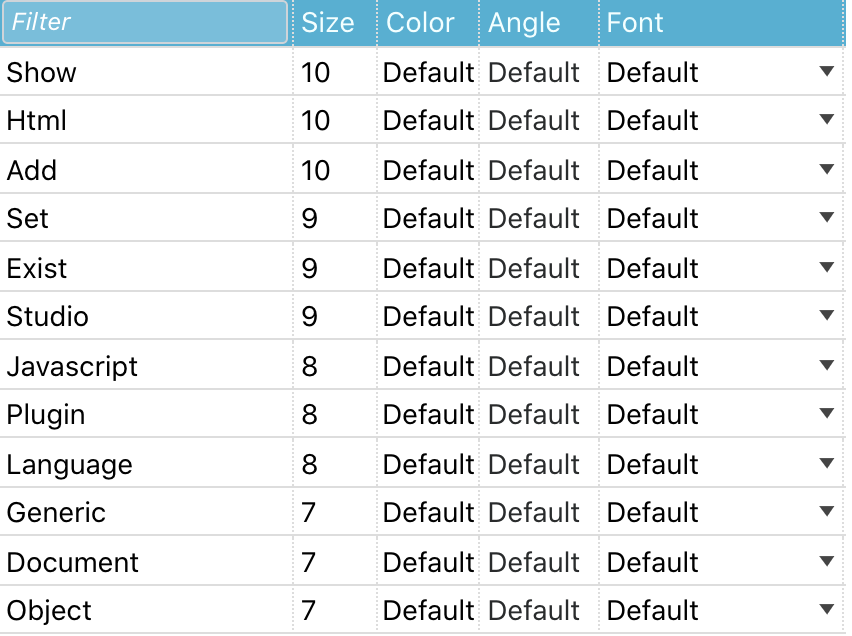 Filter Size Color Angle Font
Show 10 Default Default Default
Html 10 Default Default Default
Add 10 Default Default Default
Set 9 Default Default Default
Exist 9 Default Default Default
Studio 9 Default Default Default
Javascript 8 Default Default Default
Plugin 8 Default Default Default
Language 8 Default Default Default
Generic 7 Default Default Default
Document 7 Default Default Default
Object 7 Default Default Default